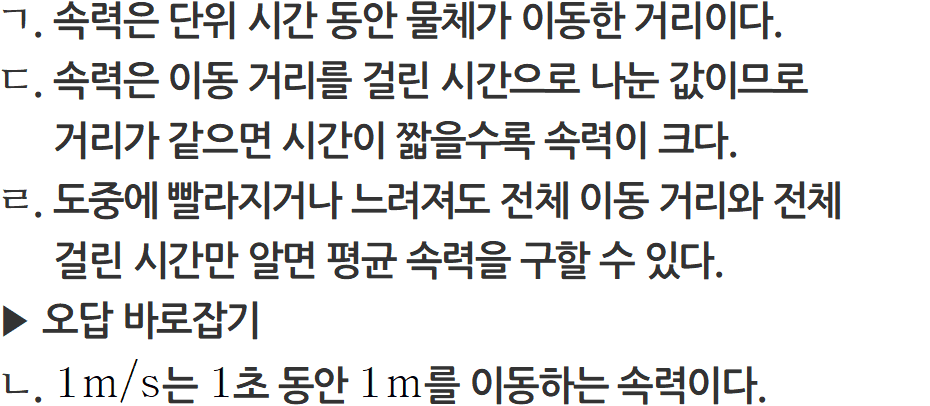 ㄱ. 속력은 단위 시간 동안 물체가 이동한 거리이다.
ㄷ. 속력은 이동 거리를 걸린 시간으로 나눈 값이므로
거리가 같으면 시간이 짧을수록 속력이 크다.
ㄹ. 도중에 빨라지거나 느려져도 전체 이동 거리와 전체
걸린 시간만 알면 평균 속력을 구할 수 있다.
▶ 오답 바로잡기
ㄴ. 1m/s는 1초 동안 1m를 이동하는 속력이다.